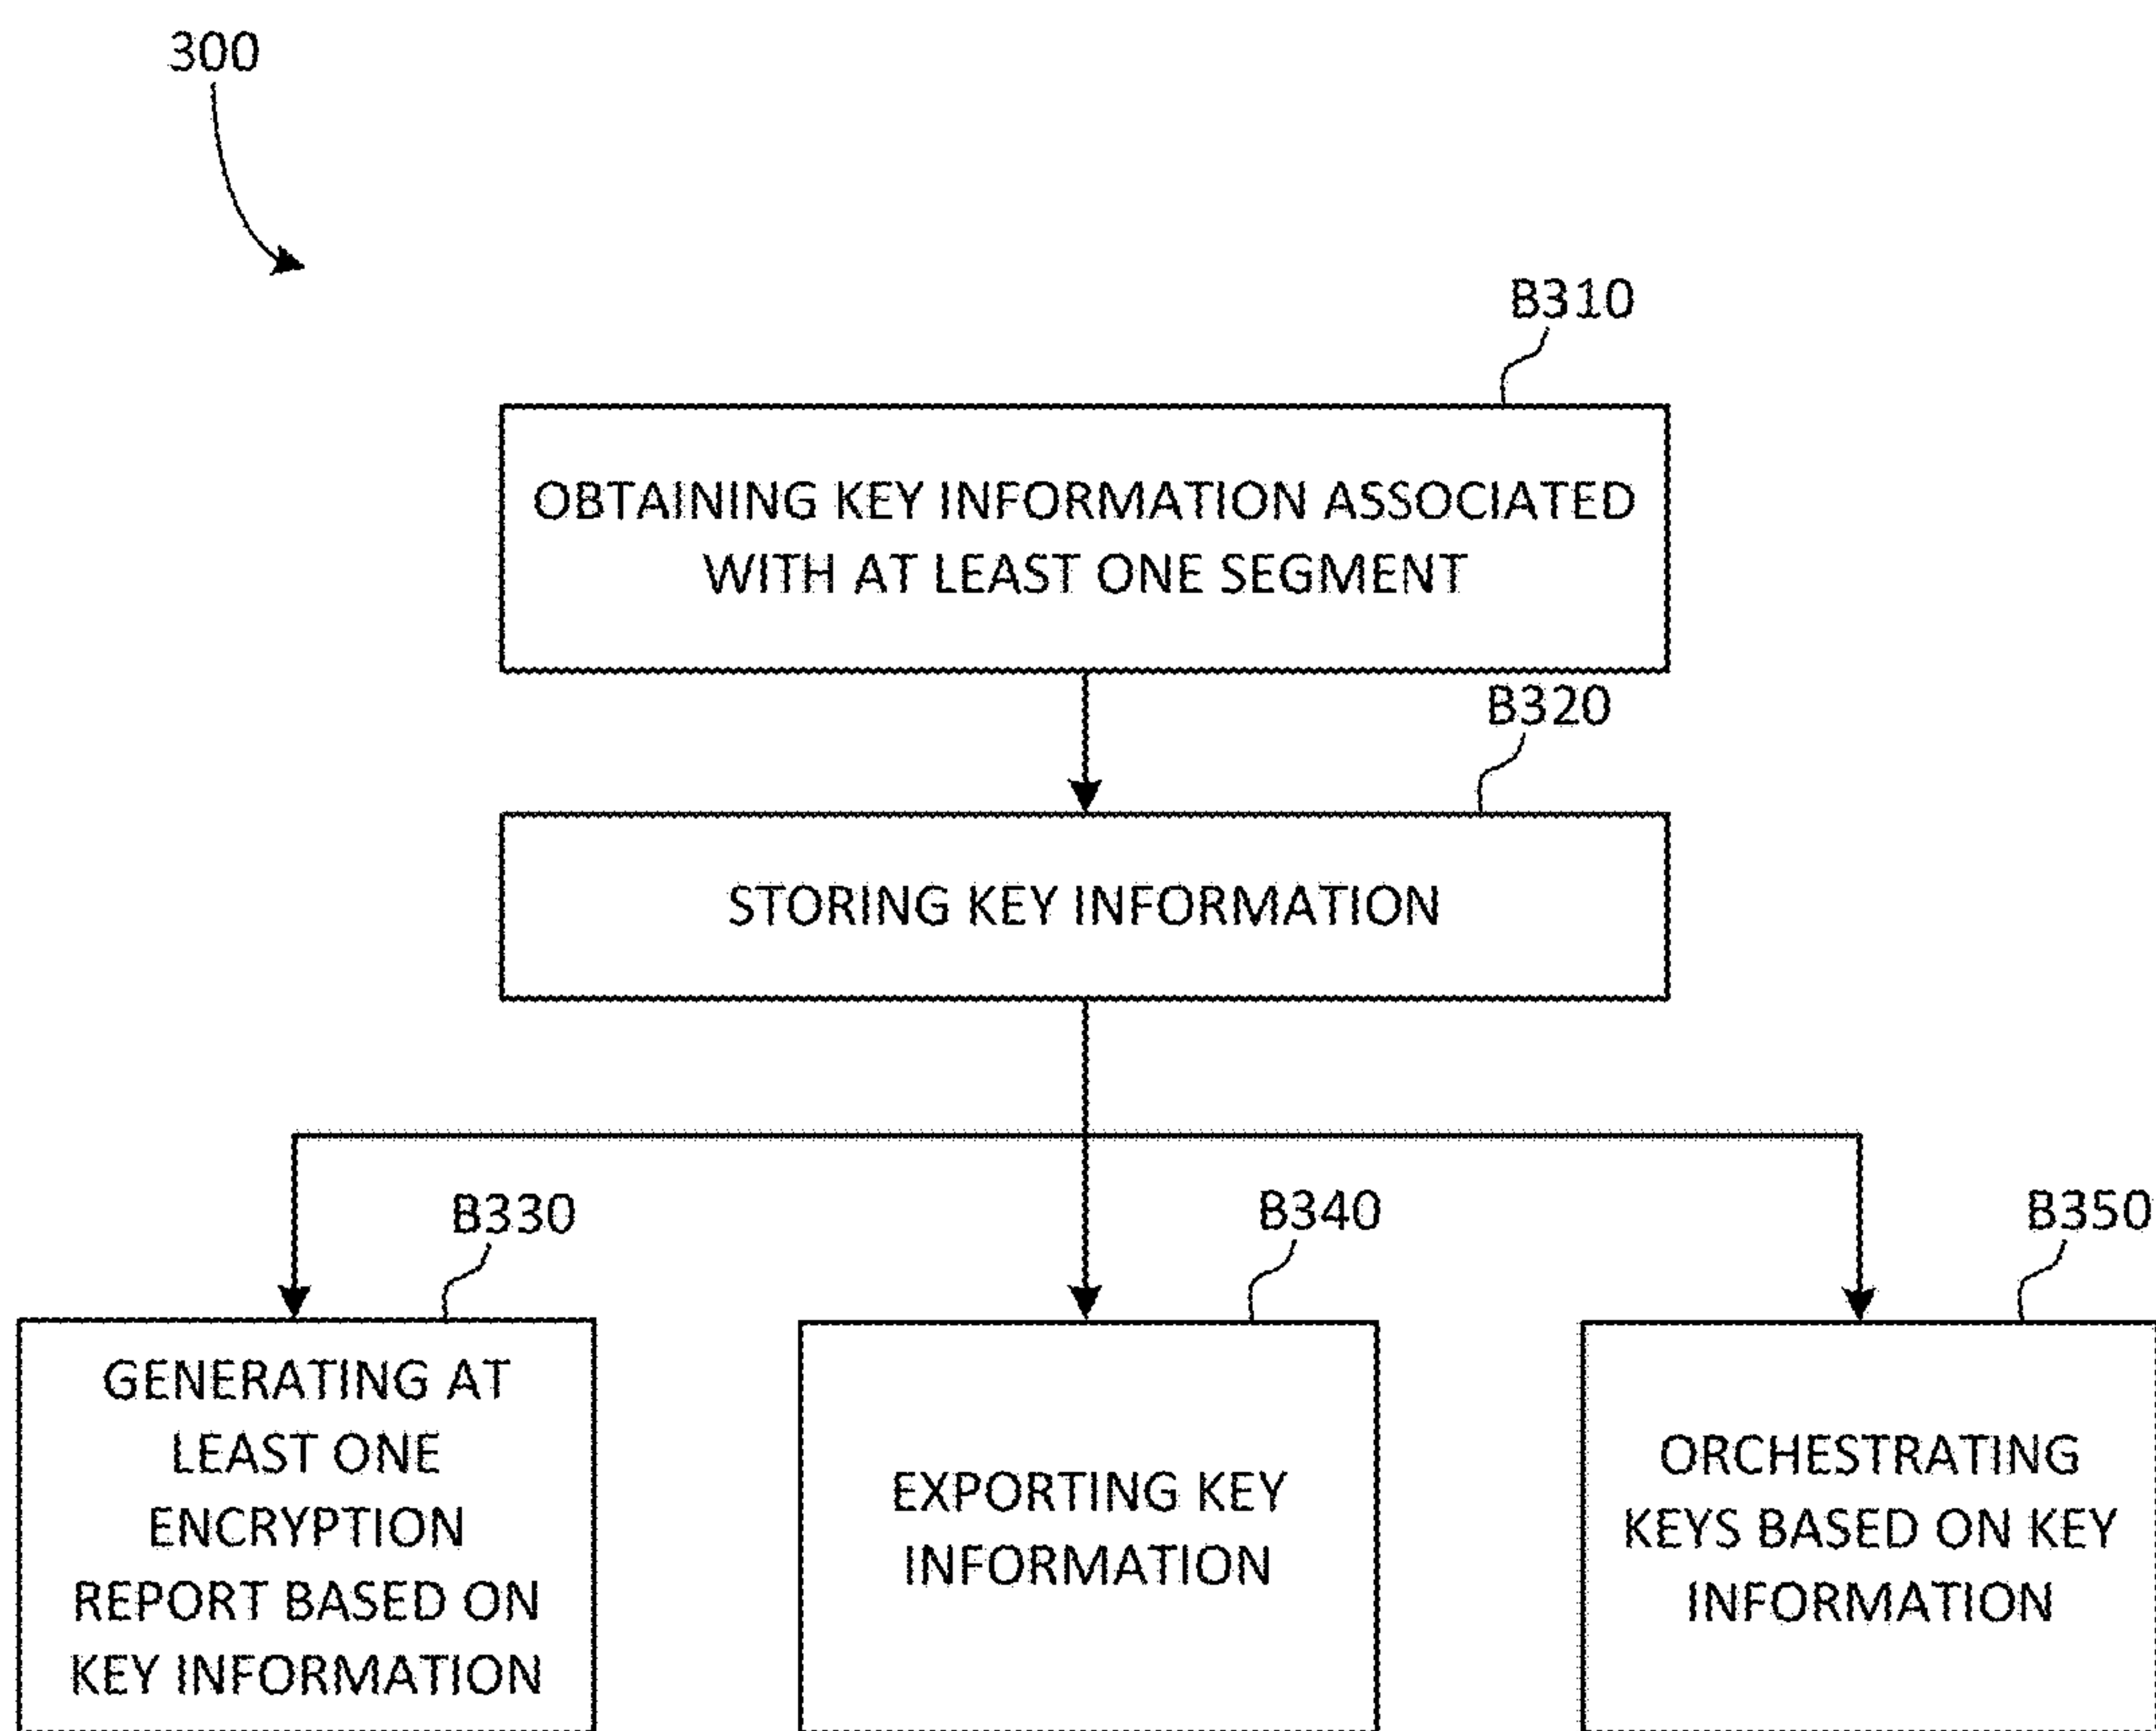 300
B310
OBTAINING KEY INFORMATION ASSOCIATED
WITH AT LEAST ONE SEGMENT
B320
STORING KEY INFORMATION
B330
GENERATING AT
LEAST ONE
ENCRYPTION
REPORT BASED ON
KEY INFORMATION
B340
EXPORTING KEY
INFORMATION
B350
ORCHESTRATING
KEYS BASED ON KEY
INFORMATION